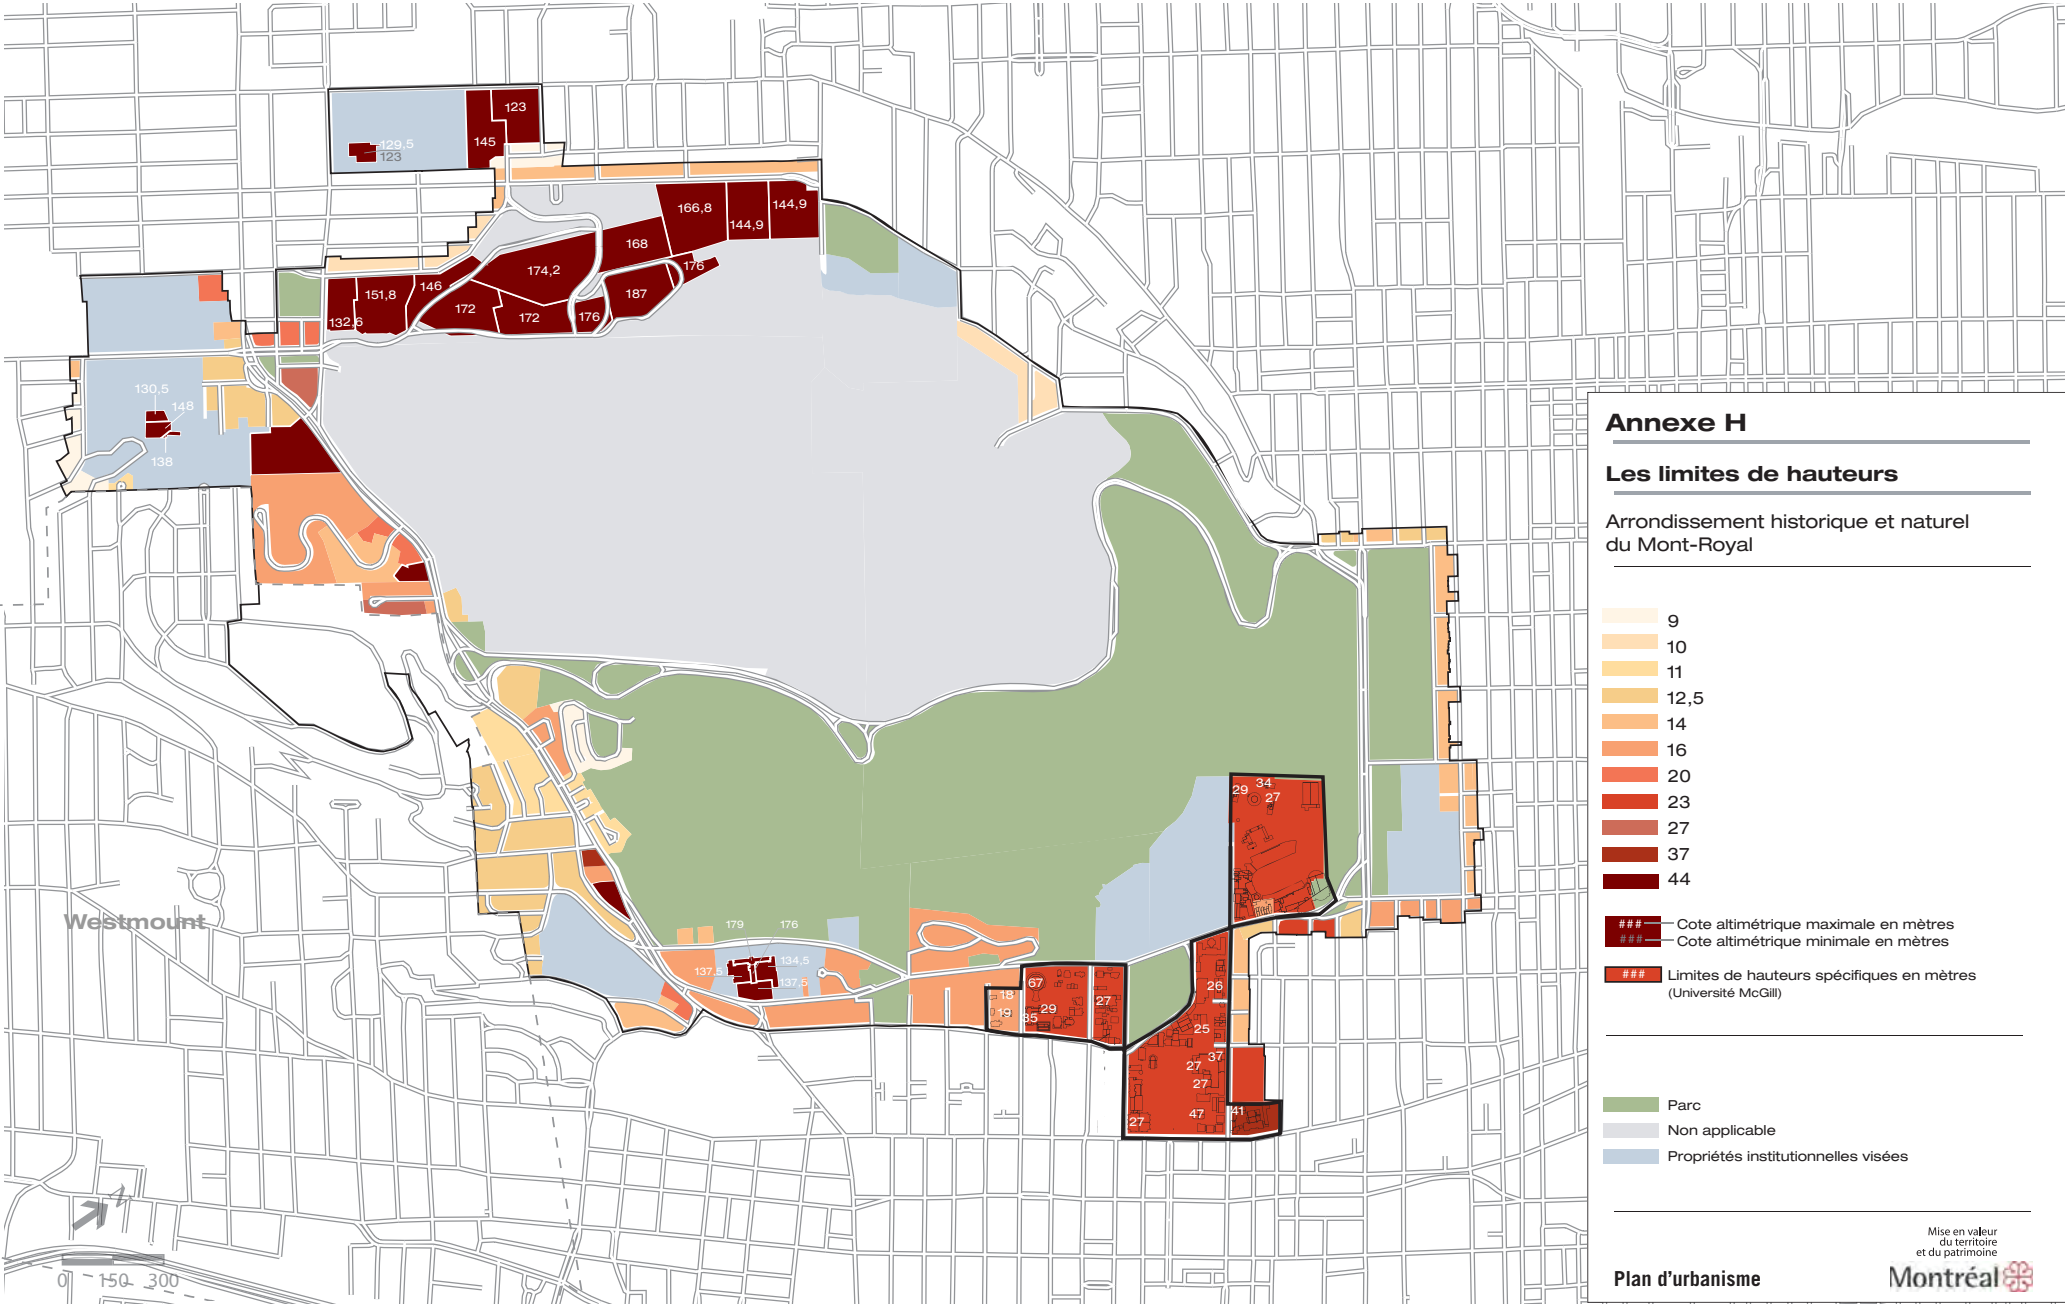 123
145
129,5
123
166,8
144,9
144,9
168
174,2
176
187
146
151,8
172
172
176
132,6
130,5
148
138
Westmount
179
176
134,5
137,5
137,5
29
34
27
67
18
19
35
29
27
26
25
37
27
27
47
27
41
0 150 300
Annexe H
Les limites de hauteurs
Arrondissement historique et naturel
du Mont-Royal
9
10
11
12,5
14
16
20
23
27
37
44
### Cote altimétrique maximale en mètres
### Cote altimétrique minimale en mètres
### Limites de hauteurs spécifiques en mètres
(Université McGill)
Parc
Non applicable
Propriétés institutionnelles visées
Mise en valeur
du territoire
et du patrimoine
Plan d'urbanisme
Montréal